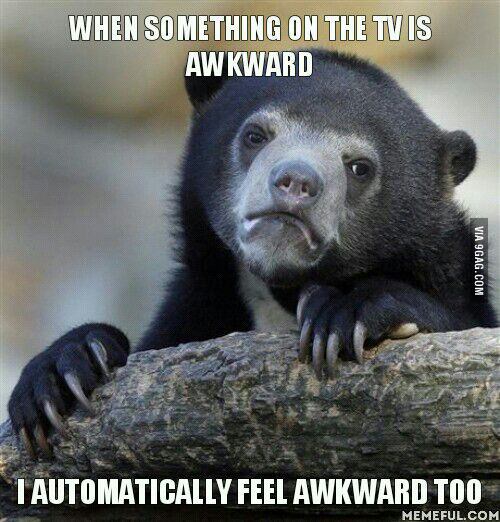 WHEN SOMETHING ON THE TV IS
AWKWARD
VIA 9GAG.COM
I AUTOMATICALLY FEEL AWKWARD TOO
MEMEFUL.COM